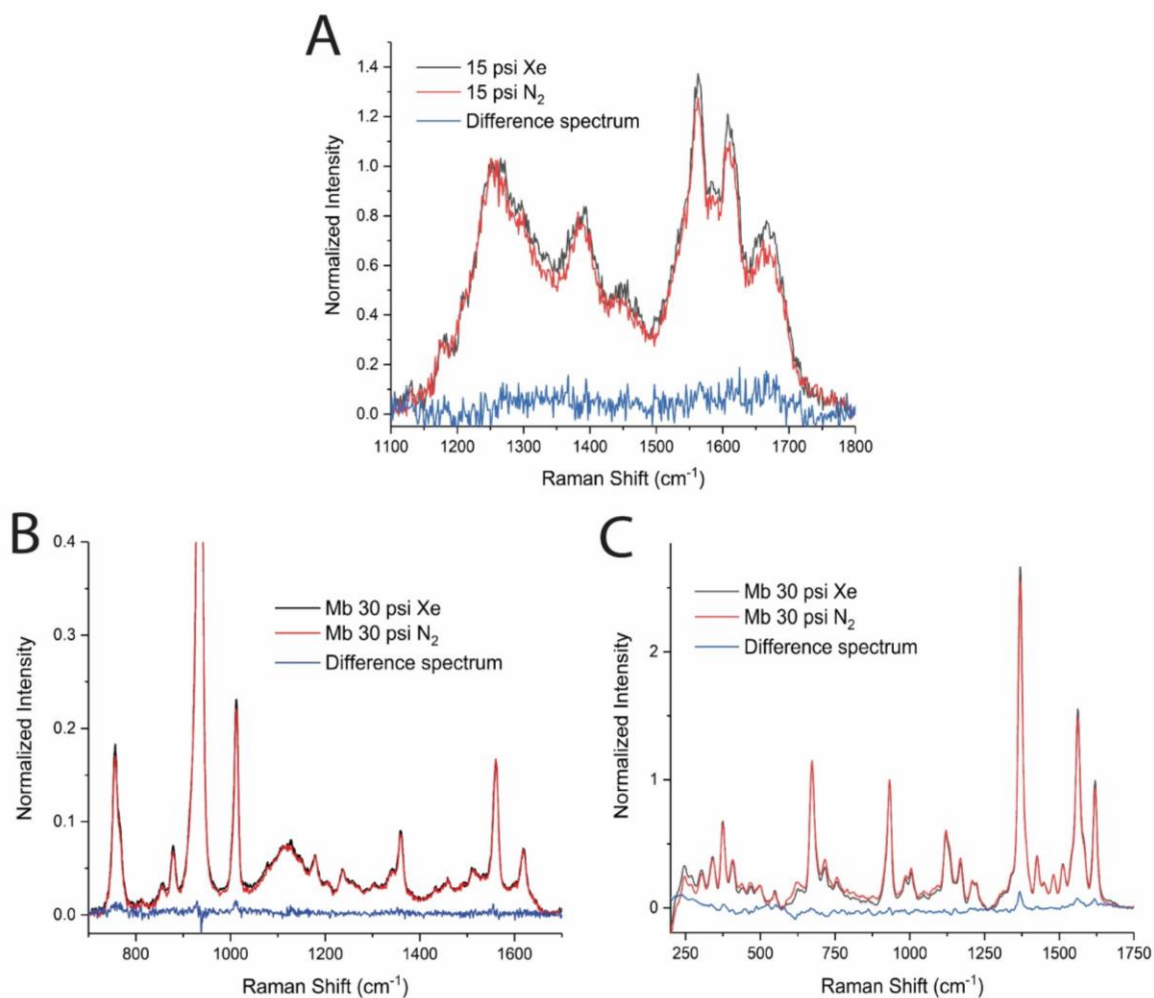 A
15 psi Xe
15 psi N₂
Difference spectrum
Normalized Intensity
1.4
1.2
1.0
0.8
0.6
0.4
0.2
0.0
1100 1200 1300 1400 1500 1600 1700 1800
Raman Shift (cm⁻¹)
B
Mb 30 psi Xe
Mb 30 psi N₂
Difference spectrum
Normalized Intensity
0.4
0.3
0.2
0.1
0.0
800 1000 1200 1400 1600
Raman Shift (cm⁻¹)
C
Mb 30 psi Xe
Mb 30 psi N₂
Difference spectrum
Normalized Intensity
2
1
0
250 500 750 1000 1250 1500 1750
Raman Shift (cm⁻¹)